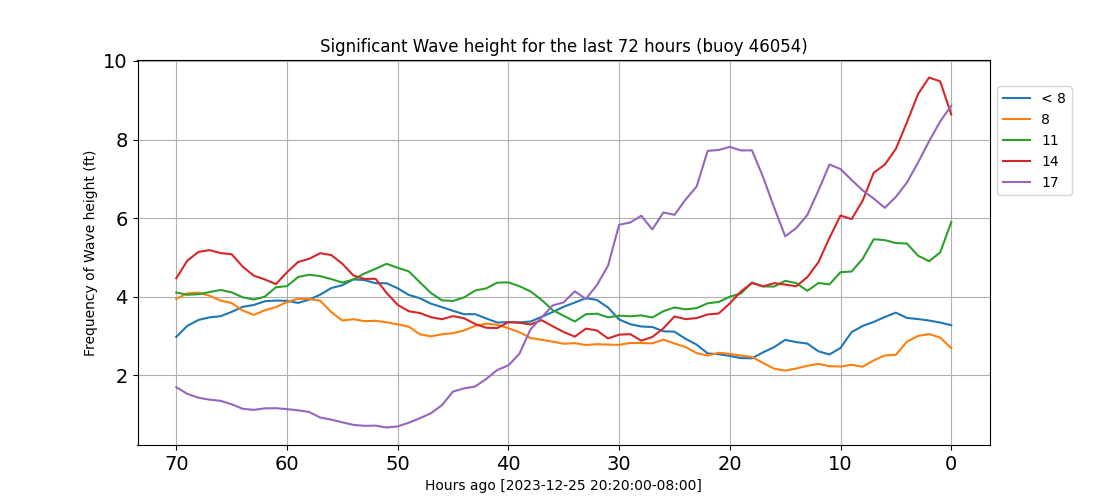 Significant Wave height for the last 72 hours (buoy 46054)
10
8
6
4
2
Frequency of Wave height (ft)
70 60 50 40 30 20 10 0
Hours ago [2023-12-25 20:20:00-08:00]
< 8
8
11
14
17